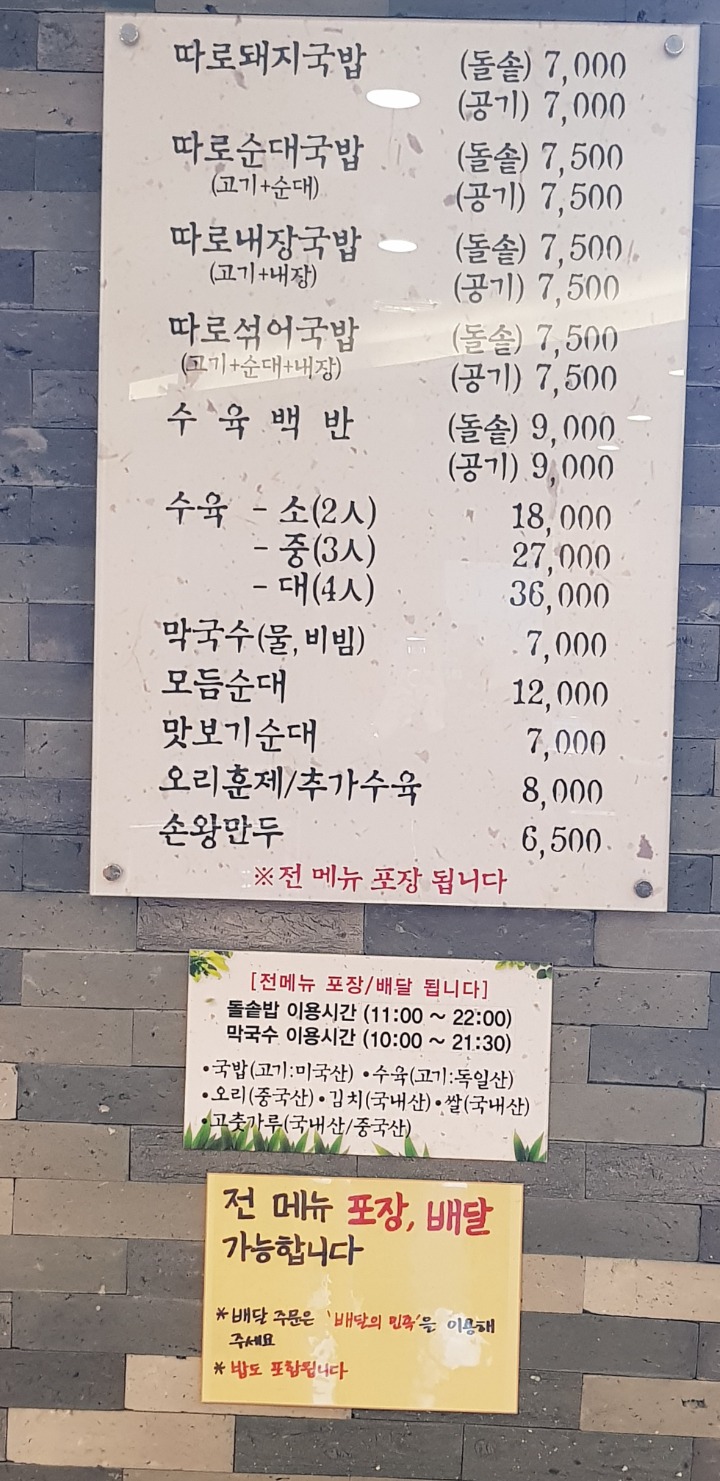 따로돼지국밥 (돌솥) 7,000
(공기) 7,000
따로순대국밥 (돌솥) 7,500
(고기+순대) (공기) 7,500
따로내장국밥 (돌솥) 7,500
(고기+내장) (공기) 7,500
따로섞어국밥 (돌솥) 7,500
(고기+순대+내장) (공기) 7,500
수 육 백 반 (돌솥) 9,000
(공기) 9,000
수육 - 소(2人) 18,000
- 중(3人) 27,000
- 대(4人) 36,000
막국수(물, 비빔) 7,000
모듬순대 12,000
맛보기순대 7,000
오리훈제/추가수육 8,000
손왕만두 6,500
※전 메뉴 포장 됩니다
[전메뉴 포장/배달 됩니다]
돌솥밥 이용시간 (11:00 ~ 22:00)
막국수 이용시간 (10:00 ~ 21:30)
•국밥(고기:미국산) •수육(고기:독일산)
•오리(중국산)•김치(국내산)•쌀(국내산)
•고춧가루(국내산/중국산)
전 메뉴 포장, 배달
가능합니다
*배달 주문은 '배달의 민족'을 이용해
주세요
*밥도 포함됩니다